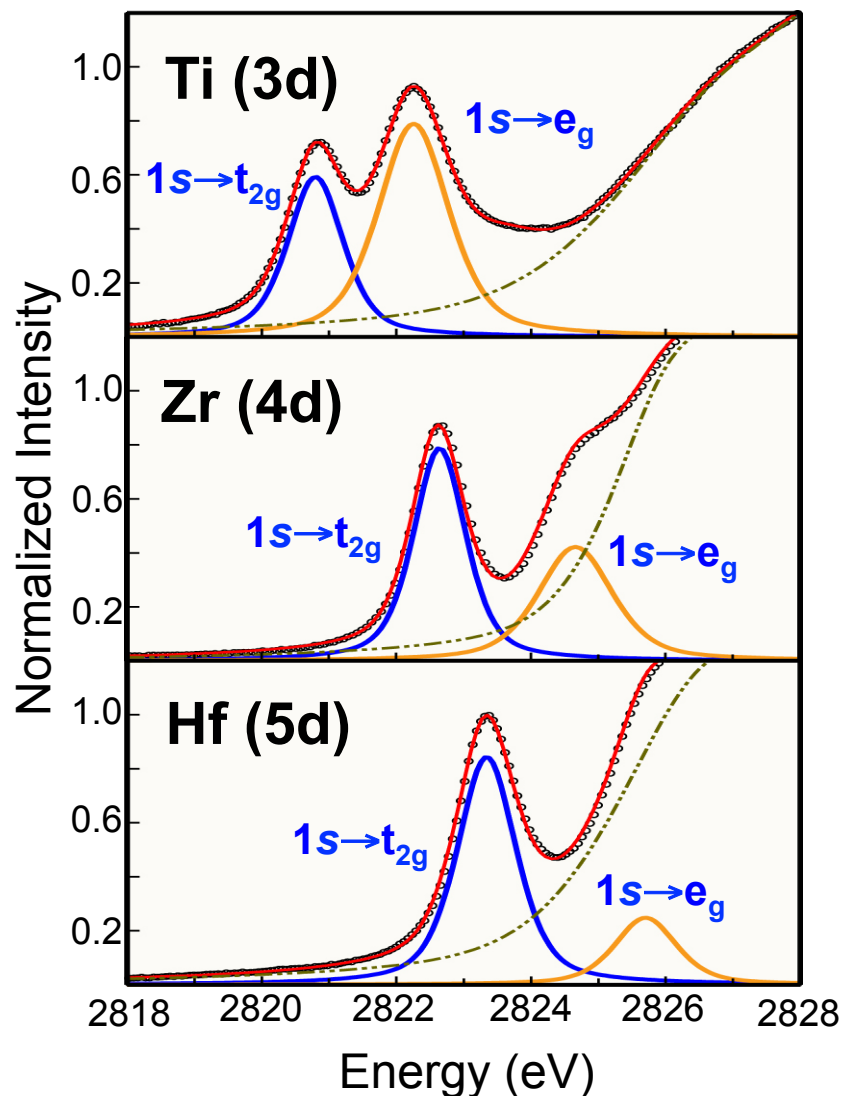 Ti (3d)
1s→t2g
1s→eg
1.0
0.6
0.2
Zr (4d)
1s→t2g
1s→eg
1.0
0.6
0.2
Hf (5d)
1s→t2g
1s→eg
1.0
0.6
0.2
Normalized Intensity
2818 2820 2822 2824 2826 2828
Energy (eV)